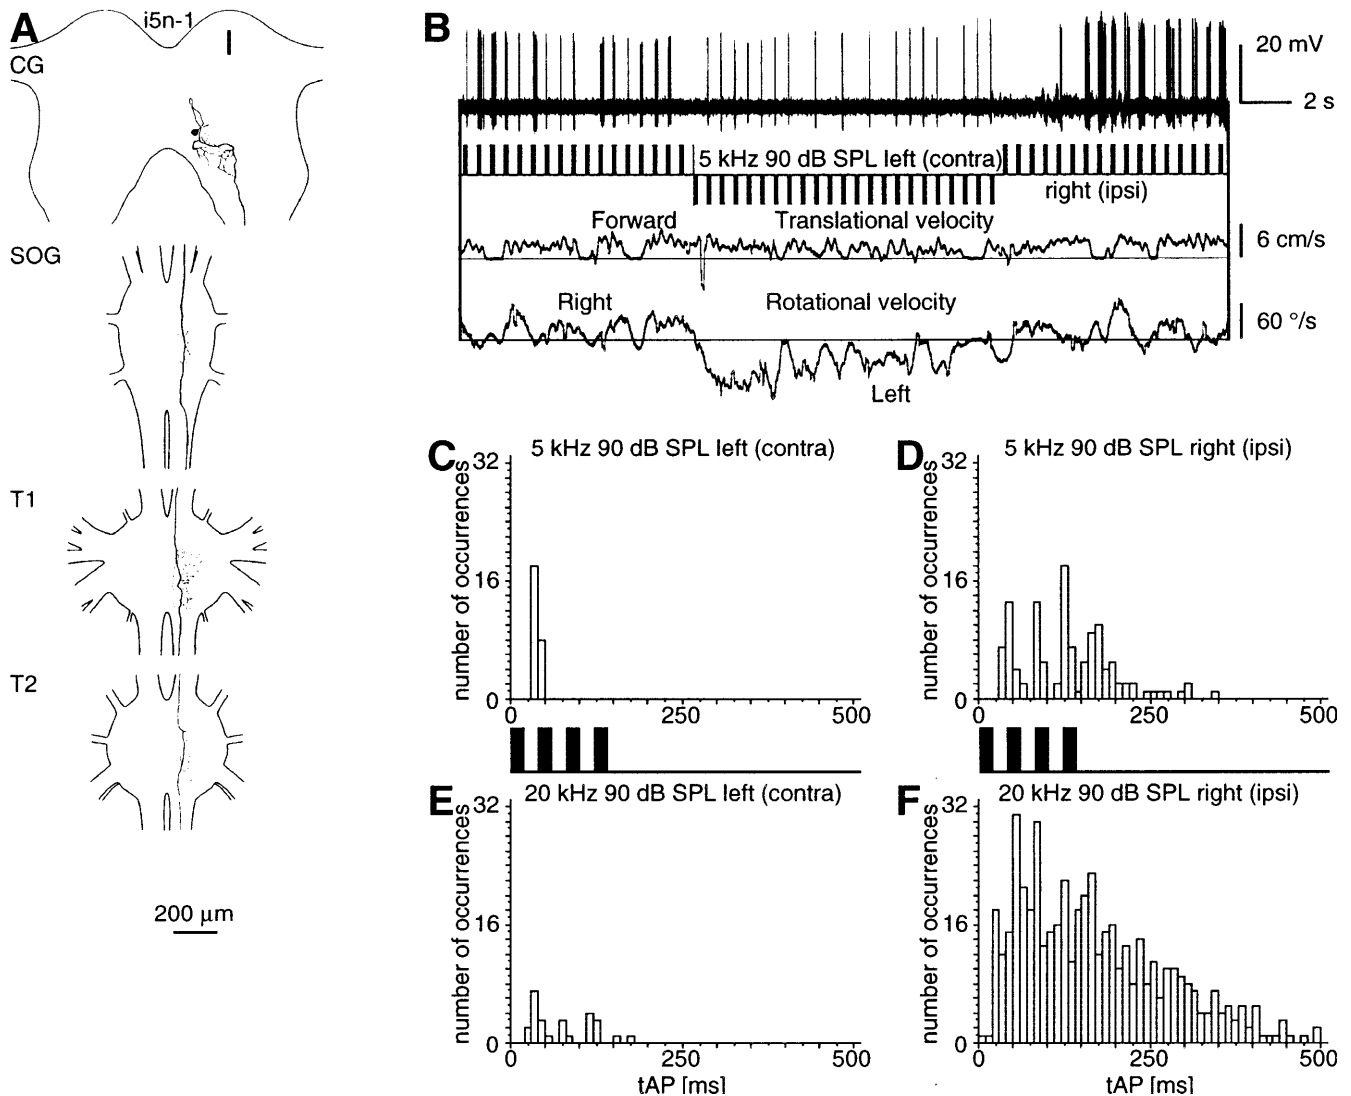 A
i5n-1
CG
SOG
T1
T2
200 µm
B
20 mV
2 s
5 kHz 90 dB SPL left (contra)
right (ipsi)
Forward
Translational velocity
6 cm/s
Right
Rotational velocity
60 °/s
Left
C
5 kHz 90 dB SPL left (contra)
number of occurrences
32
16
0
0
250
500
D
5 kHz 90 dB SPL right (ipsi)
number of occurrences
32
16
0
0
250
500
E
20 kHz 90 dB SPL left (contra)
number of occurrences
32
16
0
0
250
500
tAP [ms]
F
20 kHz 90 dB SPL right (ipsi)
number of occurrences
32
16
0
0
250
500
tAP [ms]